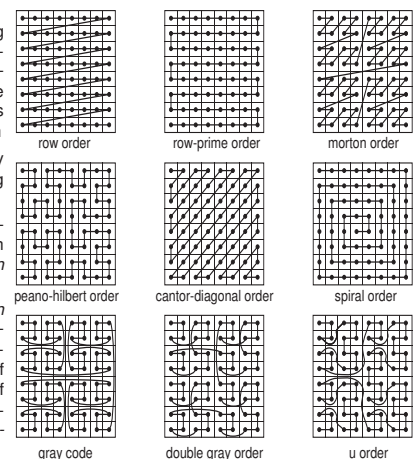 row order
row-prime order
morton order
peano-hilbert order
cantor-diagonal order
spiral order
gray code
double gray order
u order